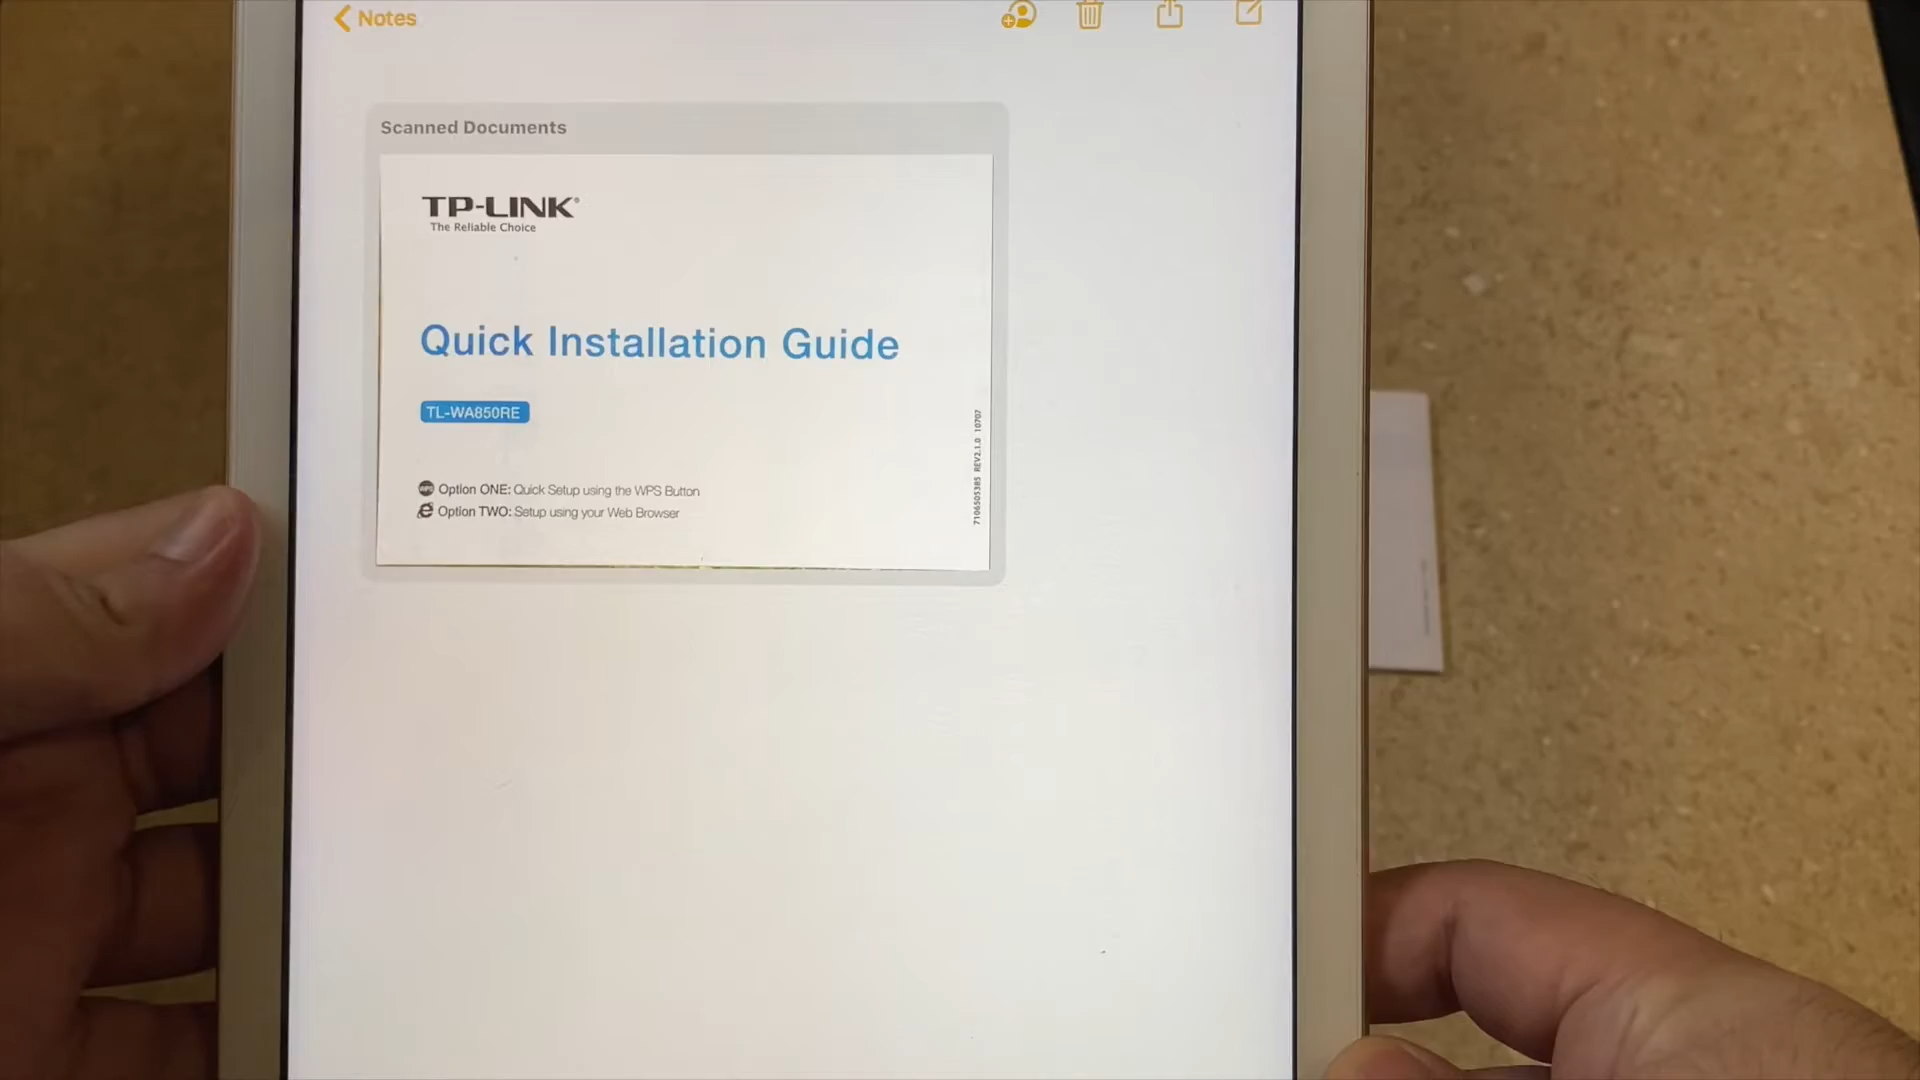 Notes
Scanned Documents
TP-LINK®
The Reliable Choice
Quick Installation Guide
TL-WA850RE
WPS Option ONE: Quick Setup using the WPS Button
Option TWO: Setup using your Web Browser
7106505385 REV2.1.0 10707